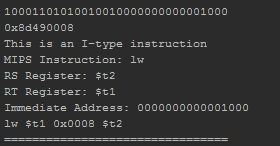 10001101010010010000000000001000
0x8d490008
This is an I-type instruction
MIPS Instruction: lw
RS Register: $t2
RT Register: $t1
Immediate Address: 0000000000001000
lw $t1 0x0008 $t2
================================